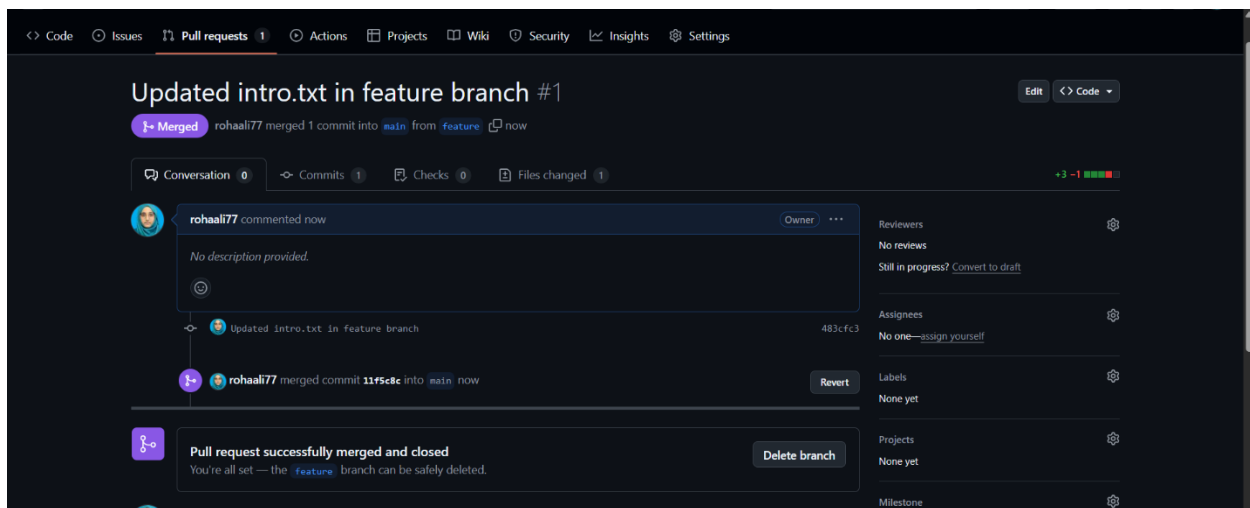 <> Code Issues Pull requests 1 Actions Projects Wiki Security Insights Settings
Updated intro.txt in feature branch #1
Edit <> Code
Merged rohaali77 merged 1 commit into main from feature now
Conversation 0 Commits 1 Checks 0 Files changed 1
+3 −1
rohaali77 commented now
Owner ...
No description provided.
Updated intro.txt in feature branch
483cfc3
rohaali77 merged commit 11f5c8c into main now
Revert
Pull request successfully merged and closed
You're all set — the feature branch can be safely deleted.
Delete branch
Reviewers
No reviews
Still in progress? Convert to draft
Assignees
No one—assign yourself
Labels
None yet
Projects
None yet
Milestone